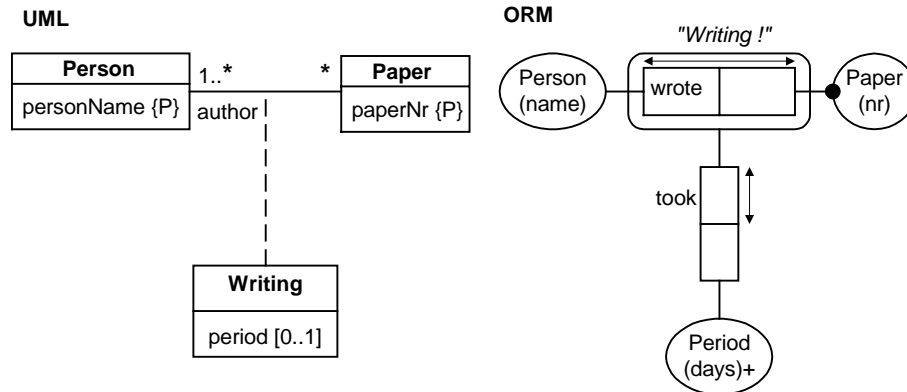 UML
Person
personName {P}
1..*
author
*
Paper
paperNr {P}
Writing
period [0..1]
ORM
"Writing !"
Person
(name)
wrote
Paper
(nr)
took
Period
(days)+